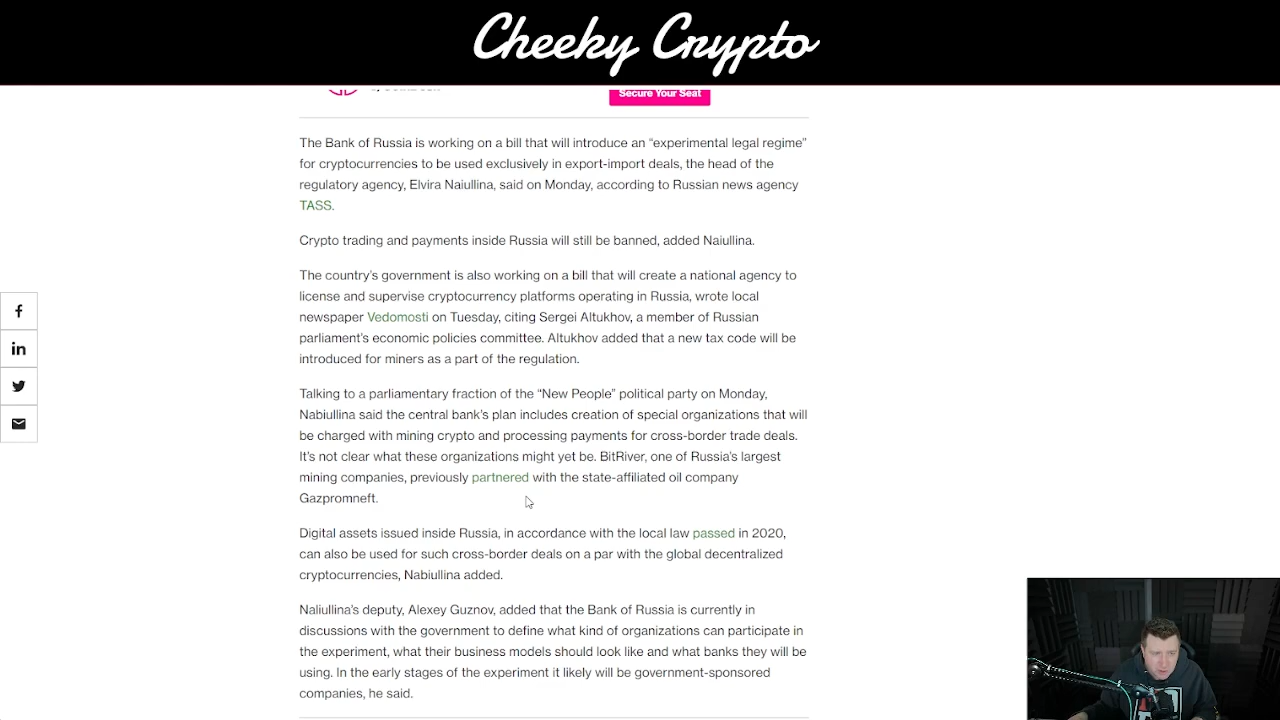 Cheeky Crypto
Secure Your Seat
The Bank of Russia is working on a bill that will introduce an “experimental legal regime”
for cryptocurrencies to be used exclusively in export-import deals, the head of the
regulatory agency, Elvira Naiullina, said on Monday, according to Russian news agency
TASS.
Crypto trading and payments inside Russia will still be banned, added Naiullina.
The country’s government is also working on a bill that will create a national agency to
license and supervise cryptocurrency platforms operating in Russia, wrote local
newspaper Vedomosti on Tuesday, citing Sergei Altukhov, a member of Russian
parliament’s economic policies committee. Altukhov added that a new tax code will be
introduced for miners as a part of the regulation.
Talking to a parliamentary fraction of the “New People” political party on Monday,
Nabiullina said the central bank’s plan includes creation of special organizations that will
be charged with mining crypto and processing payments for cross-border trade deals.
It’s not clear what these organizations might yet be. BitRiver, one of Russia’s largest
mining companies, previously partnered with the state-affiliated oil company
Gazpromneft.
Digital assets issued inside Russia, in accordance with the local law passed in 2020,
can also be used for such cross-border deals on a par with the global decentralized
cryptocurrencies, Nabiullina added.
Naliullina’s deputy, Alexey Guznov, added that the Bank of Russia is currently in
discussions with the government to define what kind of organizations can participate in
the experiment, what their business models should look like and what banks they will be
using. In the early stages of the experiment it likely will be government-sponsored
companies, he said.